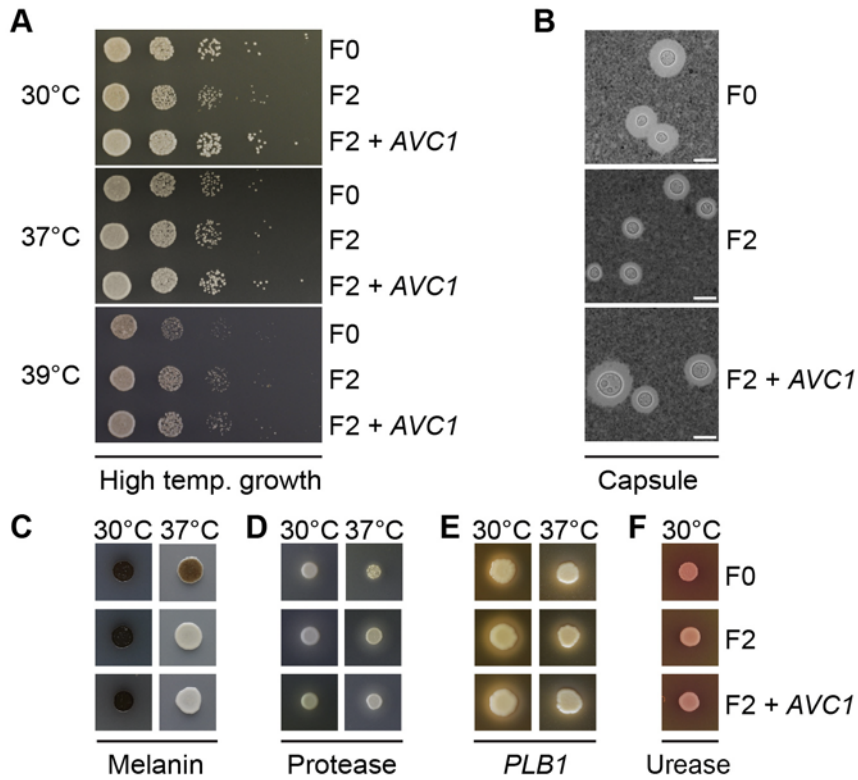 A
30°C
F0
F2
F2 + AVC1
37°C
F0
F2
F2 + AVC1
39°C
F0
F2
F2 + AVC1
High temp. growth
B
F0
F2
F2 + AVC1
Capsule
C 30°C 37°C D 30°C 37°C E 30°C 37°C F 30°C
F0
F2
F2 + AVC1
Melanin Protease PLB1 Urease